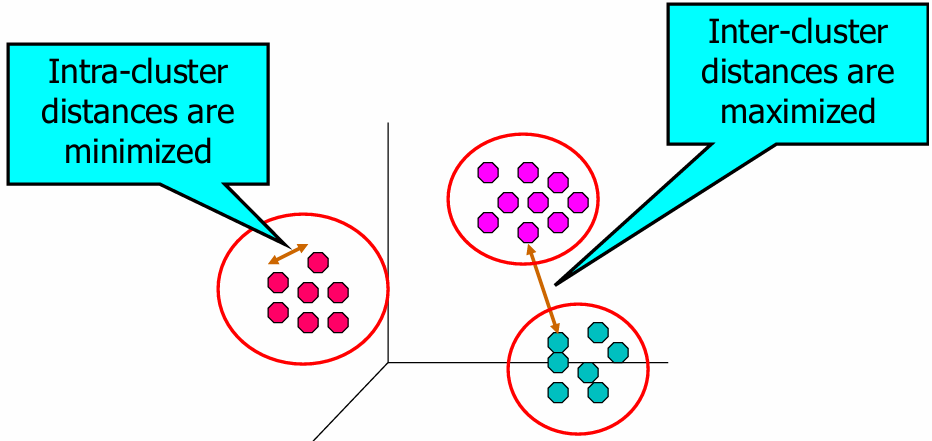 Intra-cluster
distances are
minimized
Inter-cluster
distances are
maximized